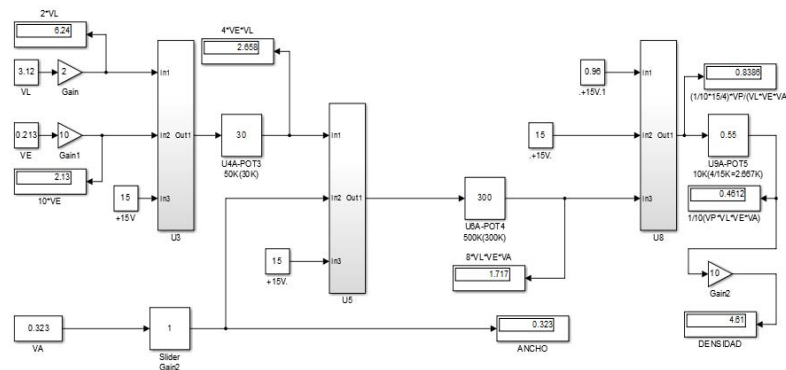 2*VL
6.24
3.12
VL
2
Gain
In1
0.213
VE
10
Gain1
In2
Out1
2.13
10*VE
15
+15V
In3
U3
4*VE*VL
2.658
30
U4A-POT3
50K(30K)
In1
In2
Out1
15
+15V.
In3
U5
300
U6A-POT4
500K(300K)
8*VL*VE*VA
1.717
0.323
VA
1
Slider
Gain2
0.323
ANCHO
0.96
.+15V.1
In1
15
.+15V.
In2
Out1
In3
U8
0.8386
(1/10*15/4)*VP/(VL*VE*VA)
0.55
U9A-POT5
10K(4/15K=2.667K)
0.4612
1/10(VP*VL*VE*VA)
10
Gain2
4.61
DENSIDAD